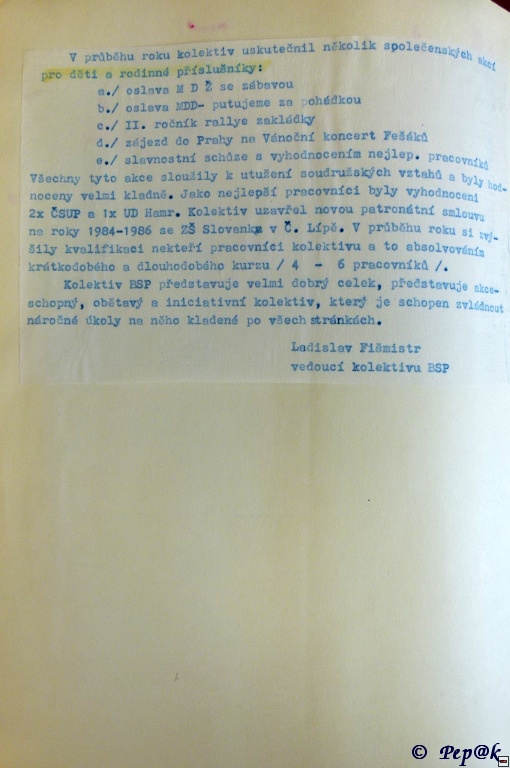 V průběhu roku kolektiv uskutečnil několik společenských akcí
pro děti a rodinné příslušníky:
a./ oslava M D Ž se zábavou
b./ oslava MDD- putujeme za pohádkou
c./ II. ročník rallye zakládky
d./ zájezd do Prahy na Vánoční koncert Fešáků
e./ slavnostní schůze s vyhodnocením nejlep. pracovníků
Všechny tyto akce sloužily k utužení soudružských vztahů a byly hod-
noceny velmi kladně. Jako nejlepší pracovníci byly vyhodnoceni
2x ČSUP a 1x UD Hamr. Kolektiv uzavřel novou patronátní smlouvu
na roky 1984-1986 se ZŠ Slovanka v Č. Lípě. V průběhu roku si zvý-
šily kvalifikaci nekteří pracovníci kolektivu a to absolvováním
krátkodobého a dlouhodobého kurzu / 4 - 6 pracovníků /.
Kolektiv BSP představuje velmi dobrý celek, představuje akce-
schopný, obětavý a iniciativní kolektiv, který je schopen zvládnout
náročné úkoly na něho kladené po všech stránkách.
Ladislav Fišmistr
vedoucí kolektivu BSP
© Pep@k